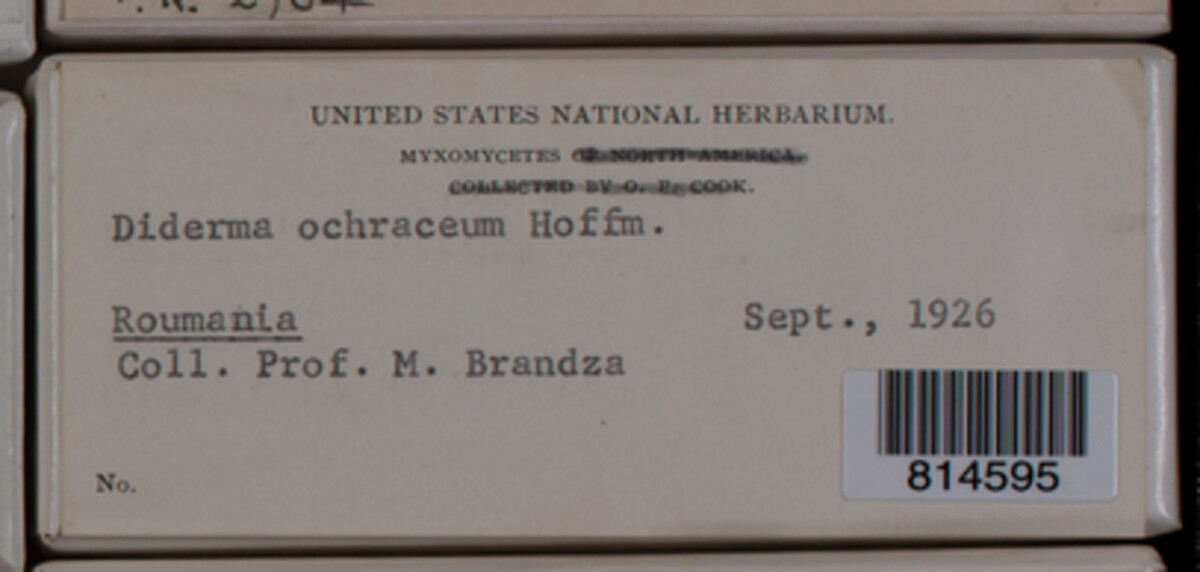 UNITED STATES NATIONAL HERBARIUM.
MYXOMYCETES OF NORTH AMERICA.
COLLECTED BY O. F. COOK.
Diderma ochraceum Hoffm.
Roumania
Sept., 1926
Coll. Prof. M. Brandza
No.
814595